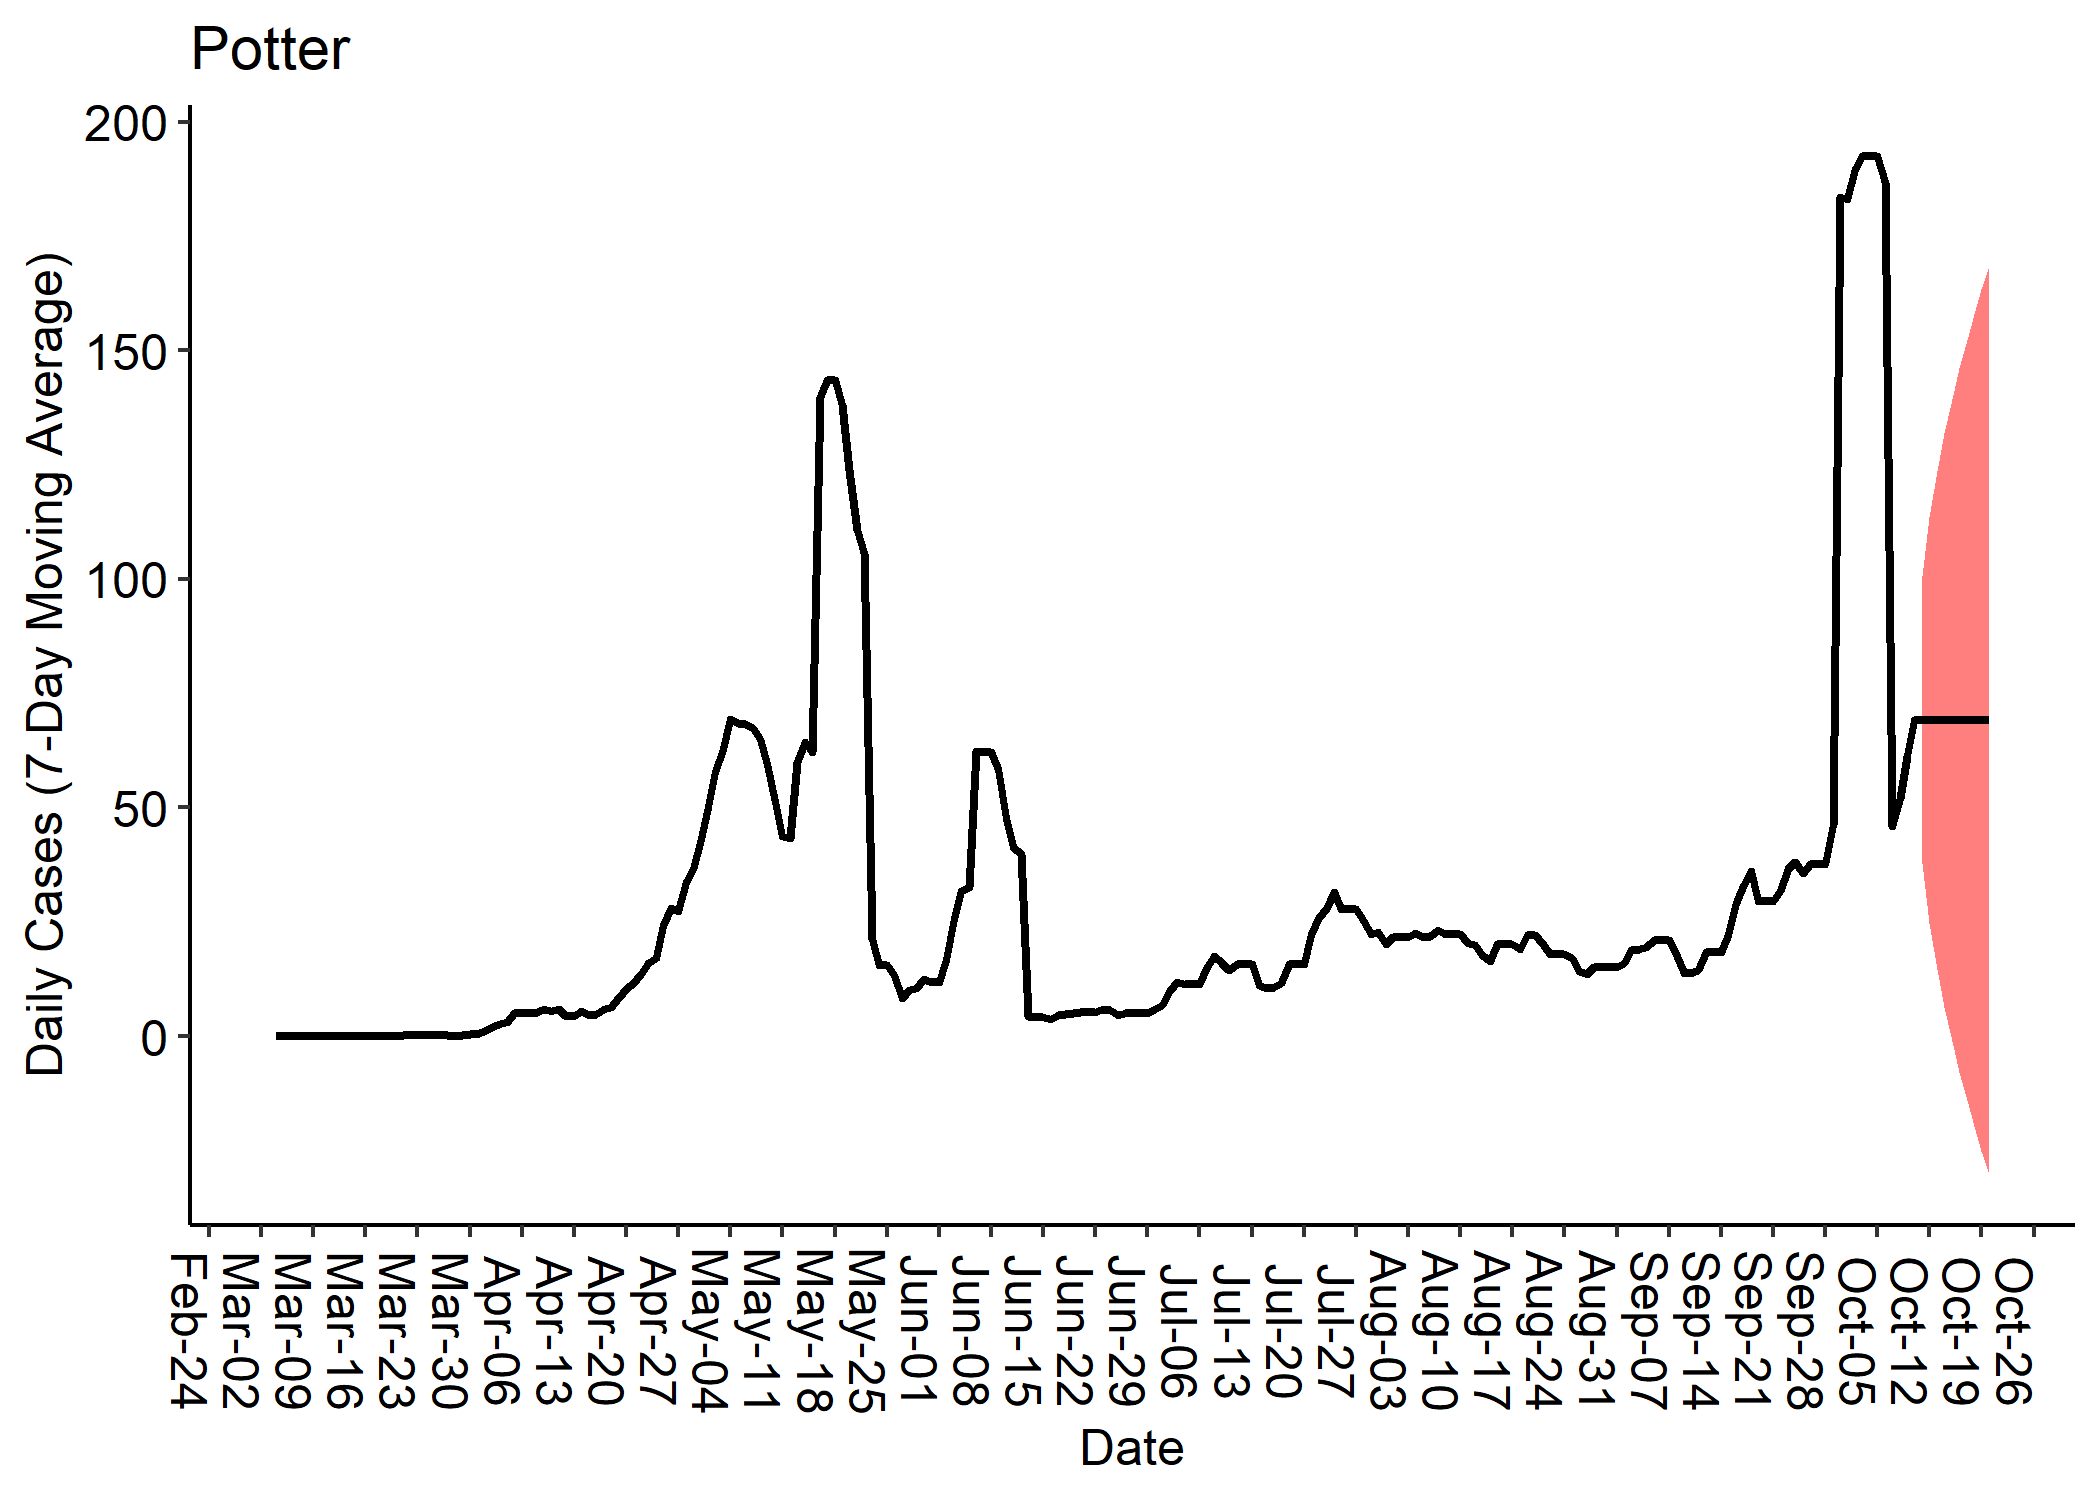 Potter
Daily Cases (7-Day Moving Average)
200
150
100
50
0
Feb-24
Mar-02
Mar-09
Mar-16
Mar-23
Mar-30
Apr-06
Apr-13
Apr-20
Apr-27
May-04
May-11
May-18
May-25
Jun-01
Jun-08
Jun-15
Jun-22
Jun-29
Jul-06
Jul-13
Jul-20
Jul-27
Aug-03
Aug-10
Aug-17
Aug-24
Aug-31
Sep-07
Sep-14
Sep-21
Sep-28
Oct-05
Oct-12
Oct-19
Oct-26
Date